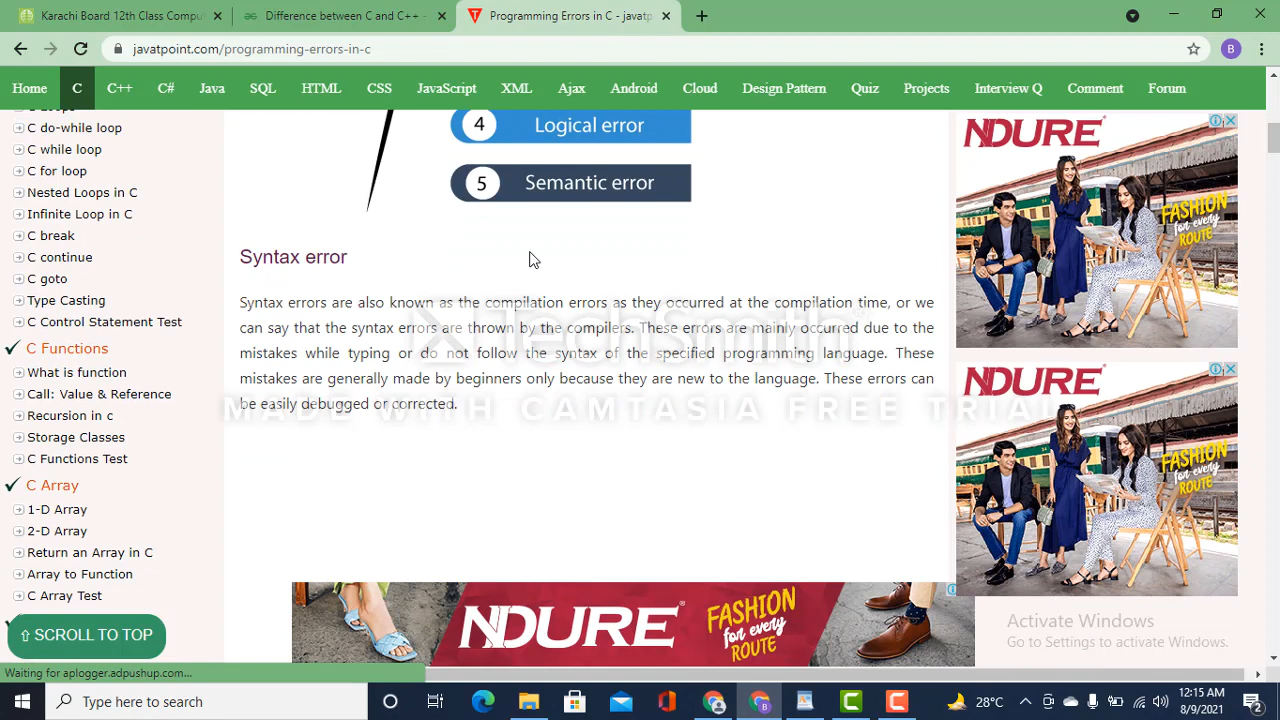 Karachi Board 12th Class Comput
Difference between C and C++ -
Programming Errors in C - javatp
javatpoint.com/programming-errors-in-c
B
Home C C++ C# Java SQL HTML CSS JavaScript XML Ajax Android Cloud Design Pattern Quiz Projects Interview Q Comment Forum
C do-while loop
C while loop
C for loop
Nested Loops in C
Infinite Loop in C
C break
C continue
C goto
Type Casting
C Control Statement Test
C Functions
What is function
Call: Value & Reference
Recursion in c
Storage Classes
C Functions Test
C Array
1-D Array
2-D Array
Return an Array in C
Array to Function
C Array Test
SCROLL TO TOP
4 Logical error
5 Semantic error
Syntax error
Syntax errors are also known as the compilation errors as they occurred at the compilation time, or we
can say that the syntax errors are thrown by the compilers. These errors are mainly occurred due to the
mistakes while typing or do not follow the syntax of the specified programming language. These
mistakes are generally made by beginners only because they are new to the language. These errors can
be easily debugged or corrected.
TechSmith
MADE WITH CAMTASIA FREE TRIAL
NDURE
FASHION
for every
ROUTE
NDURE
FASHION
for every
ROUTE
NDURE
FASHION
for every
ROUTE
Activate Windows
Go to Settings to activate Windows.
Waiting for aplogger.adpushup.com...
Type here to search
28°C
12:15 AM
8/9/2021
2